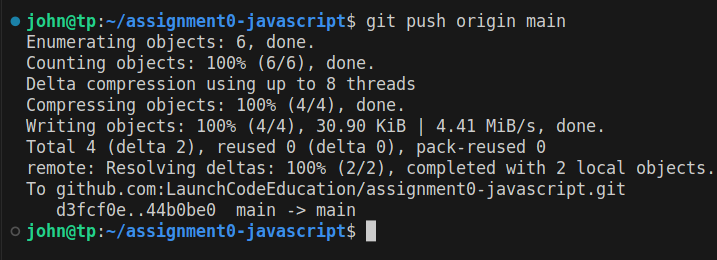 john@tp:~/assignment0-javascript$ git push origin main
Enumerating objects: 6, done.
Counting objects: 100% (6/6), done.
Delta compression using up to 8 threads
Compressing objects: 100% (4/4), done.
Writing objects: 100% (4/4), 30.90 KiB | 4.41 MiB/s, done.
Total 4 (delta 2), reused 0 (delta 0), pack-reused 0
remote: Resolving deltas: 100% (2/2), completed with 2 local objects.
To github.com:LaunchCodeEducation/assignment0-javascript.git
   d3fcf0e..44b0be0  main -> main
john@tp:~/assignment0-javascript$